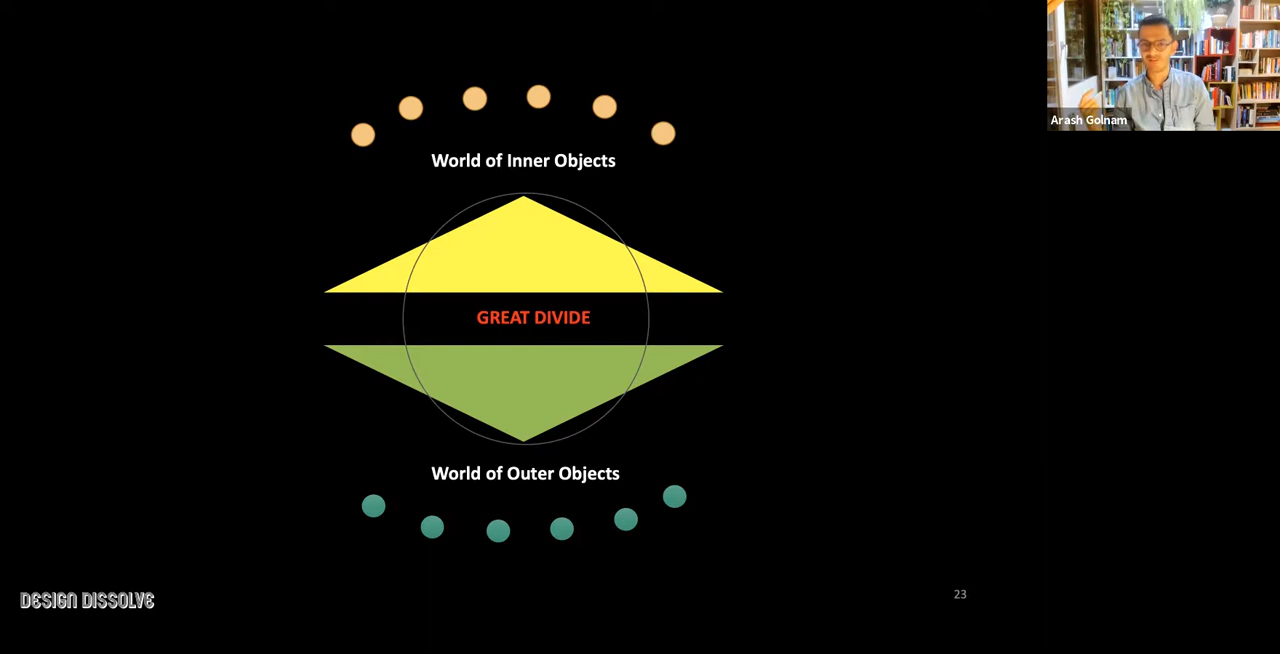 Arash Golnam
World of Inner Objects
GREAT DIVIDE
World of Outer Objects
DESIGN DISSOLVE
23